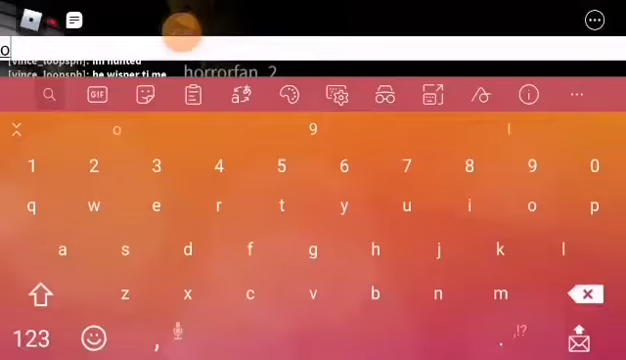 o
[vince_loopsph]: im hunted
[vince_loopsph]: he wisper ti me
horrorfan_2
GIF
o 9 l
1 2 3 4 5 6 7 8 9 0
q w e r t y u i o p
a s d f g h j k l
z x c v b n m
123 , . ,!?